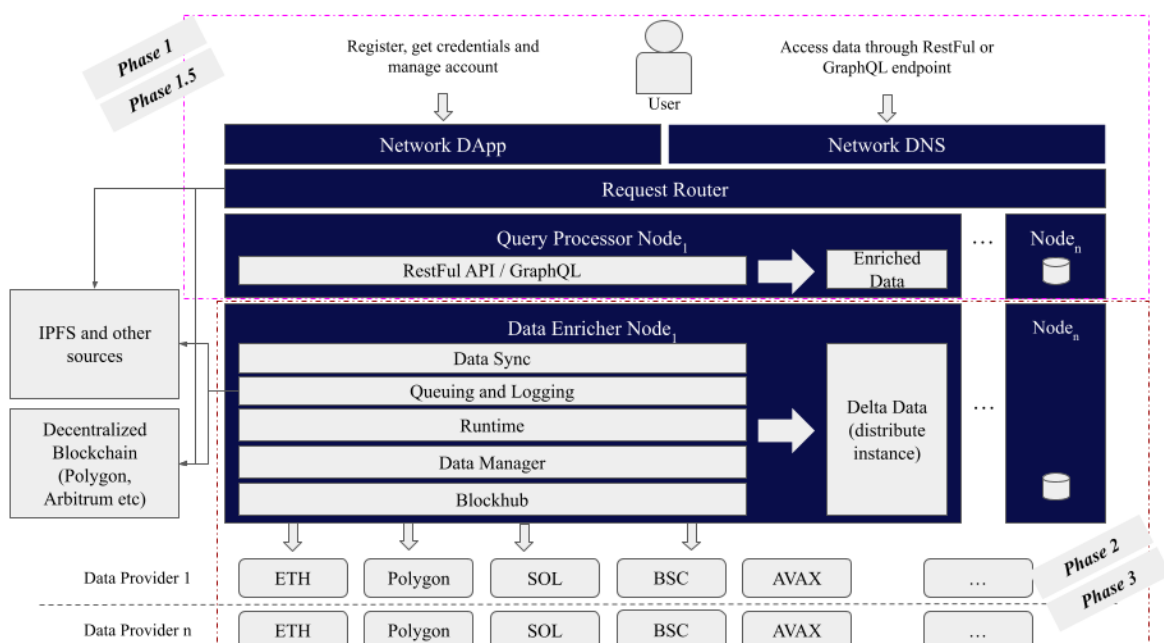 Phase 1
Phase 1.5
Register, get credentials and
manage account
User
Access data through RestFul or
GraphQL endpoint
Network DApp
Network DNS
Request Router
Query Processor Node1
RestFul API / GraphQL
Enriched
Data
...
Noden
IPFS and other
sources
Decentralized
Blockchain
(Polygon,
Arbitrum etc)
Data Enricher Node1
Data Sync
Queuing and Logging
Runtime
Data Manager
Blockhub
Delta Data
(distribute
instance)
...
Noden
Phase 2
Phase 3
Data Provider 1
ETH
Polygon
SOL
BSC
AVAX
...
Data Provider n
ETH
Polygon
SOL
BSC
AVAX
...